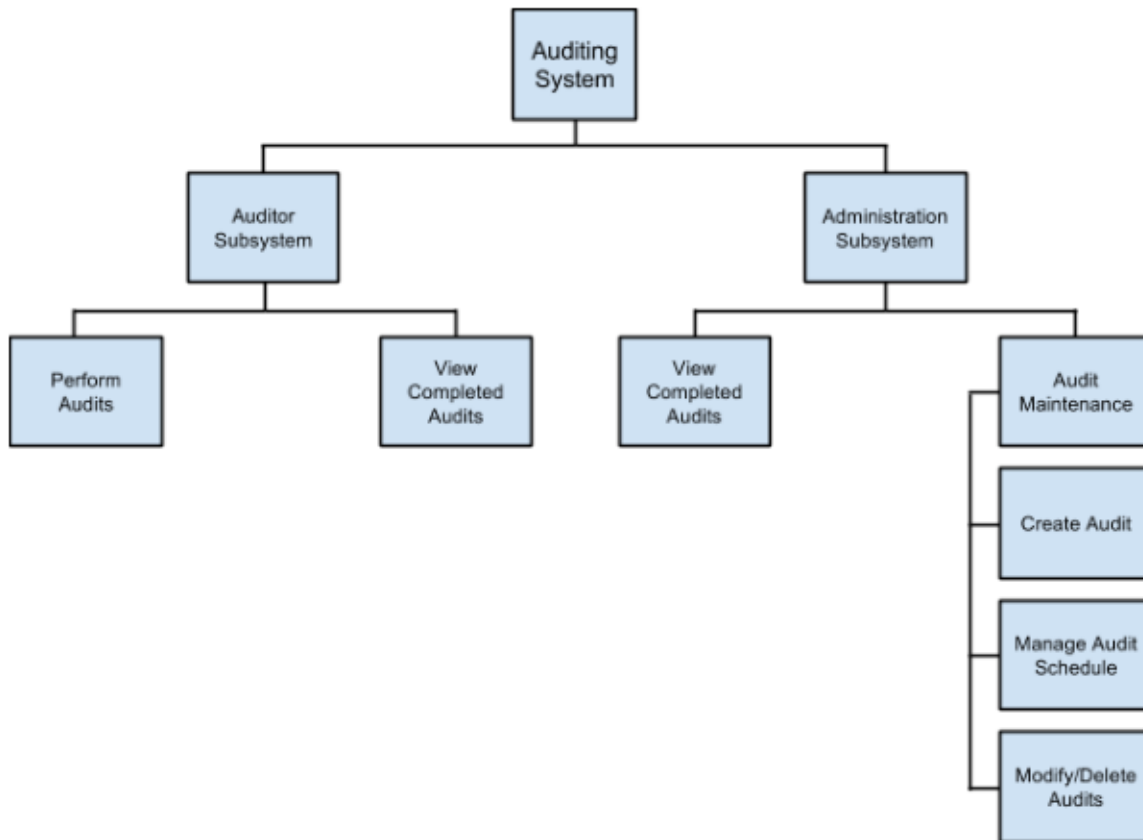 Auditing
System
Auditor
Subsystem
Administration
Subsystem
Perform
Audits
View
Completed
Audits
View
Completed
Audits
Audit
Maintenance
Create Audit
Manage Audit
Schedule
Modify/Delete
Audits